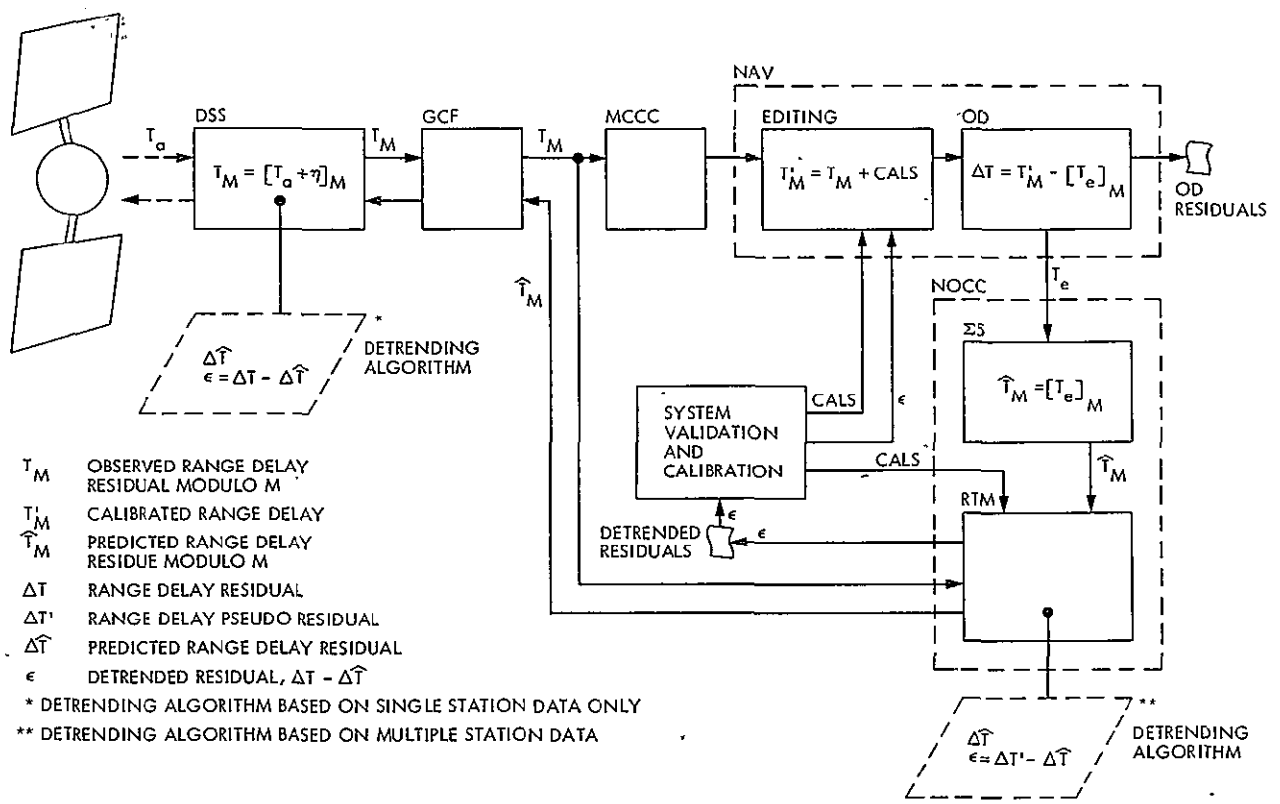 NAV
DSS
GCF
MCCC
EDITING
OD
T_a
T_M = [T_a + η]_M
T_M
T_M
T'_M = T_M + CALS
ΔT = T'_M - [T_e]_M
OD
RESIDUALS
T̂_M
T_e
NOCC
ΣS
T̂_M = [T_e]_M
T̂_M
*
DETRENDING
ALGORITHM
ΔT̂
ϵ = ΔT - ΔT̂
SYSTEM
VALIDATION
AND
CALIBRATION
CALS
ϵ
CALS
RTM
ϵ
DETRENDED
RESIDUALS
ϵ
T_M OBSERVED RANGE DELAY
RESIDUAL MODULO M
T'_M CALIBRATED RANGE DELAY
T̂_M PREDICTED RANGE DELAY
RESIDUE MODULO M
ΔT RANGE DELAY RESIDUAL
ΔT' RANGE DELAY PSEUDO RESIDUAL
ΔT̂ PREDICTED RANGE DELAY RESIDUAL
ϵ DETRENDED RESIDUAL, ΔT - ΔT̂
* DETRENDING ALGORITHM BASED ON SINGLE STATION DATA ONLY
** DETRENDING ALGORITHM BASED ON MULTIPLE STATION DATA
**
DETRENDING
ALGORITHM
ΔT̂
ϵ = ΔT' - ΔT̂